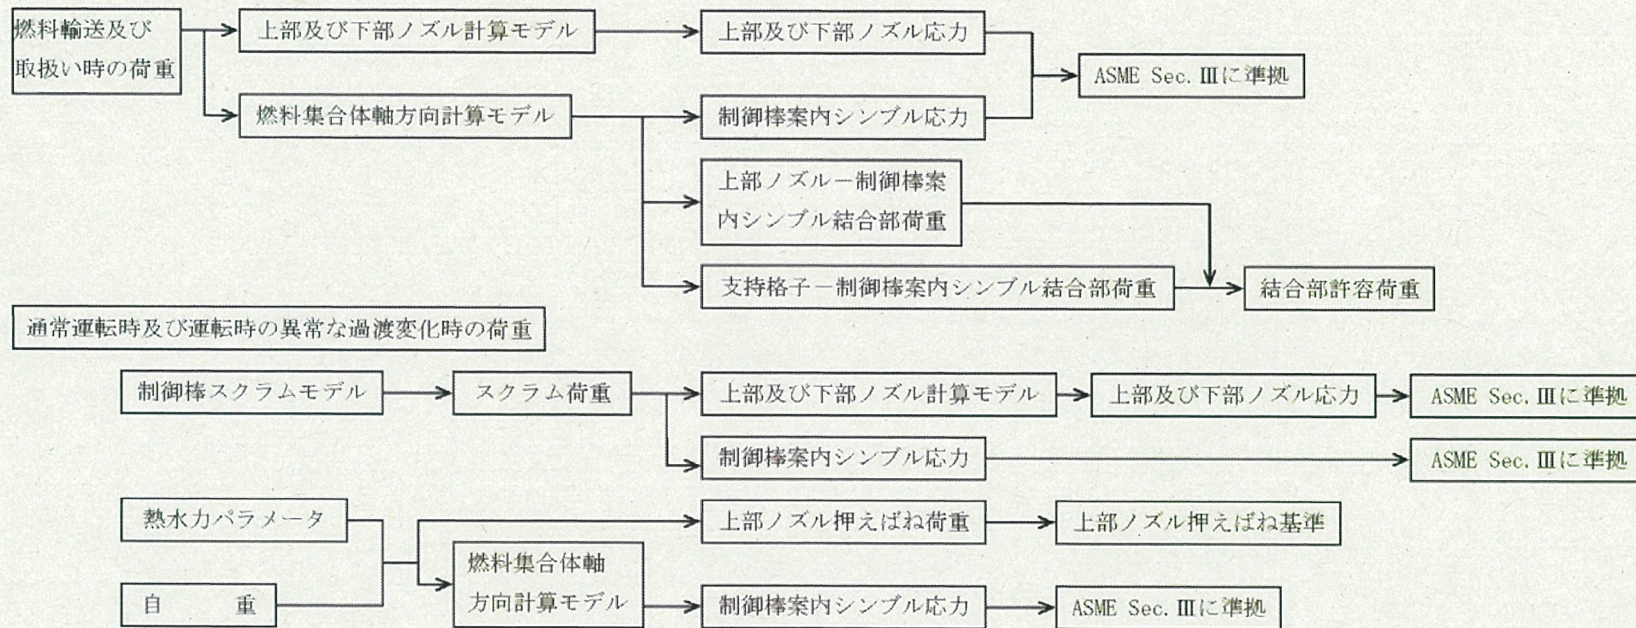 燃料輸送及び
取扱い時の荷重
上部及び下部ノズル計算モデル
上部及び下部ノズル応力
ASME Sec. Ⅲに準拠
燃料集合体軸方向計算モデル
制御棒案内シンブル応力
上部ノズル－制御棒案
内シンブル結合部荷重
支持格子－制御棒案内シンブル結合部荷重
結合部許容荷重
通常運転時及び運転時の異常な過渡変化時の荷重
制御棒スクラムモデル
スクラム荷重
上部及び下部ノズル計算モデル
上部及び下部ノズル応力
ASME Sec. Ⅲに準拠
制御棒案内シンブル応力
ASME Sec. Ⅲに準拠
熱水力パラメータ
上部ノズル押えばね荷重
上部ノズル押えばね基準
自　　重
燃料集合体軸
方向計算モデル
制御棒案内シンブル応力
ASME Sec. Ⅲに準拠